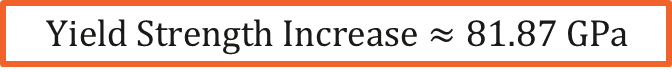 Yield Strength Increase ≈ 81.87 GPa